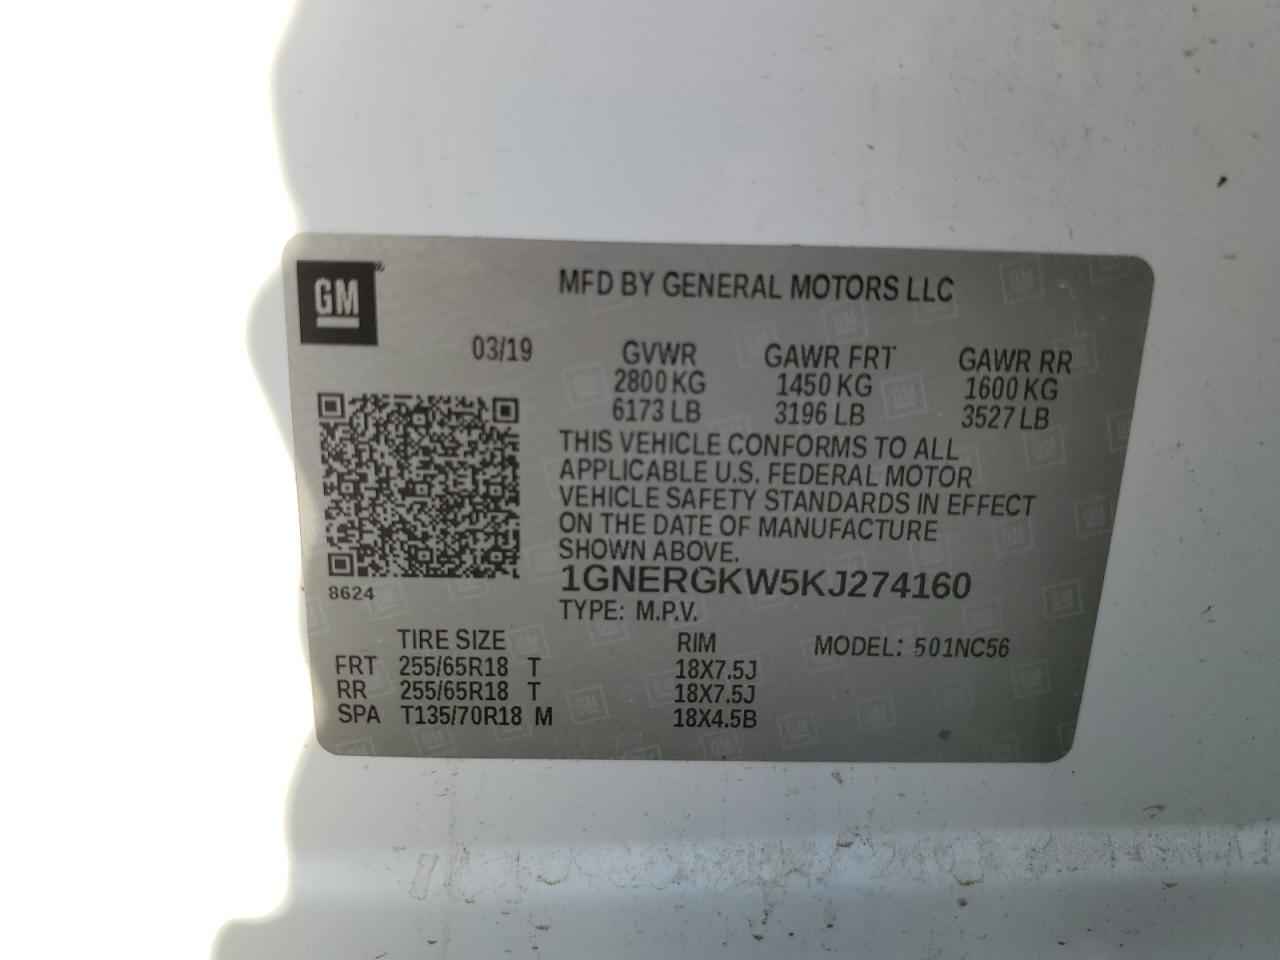 GM
MFD BY GENERAL MOTORS LLC
03/19
GVWR GAWR FRT GAWR RR
2800 KG 1450 KG 1600 KG
6173 LB 3196 LB 3527 LB
THIS VEHICLE CONFORMS TO ALL
APPLICABLE U.S. FEDERAL MOTOR
VEHICLE SAFETY STANDARDS IN EFFECT
ON THE DATE OF MANUFACTURE
SHOWN ABOVE.
1GNERGKW5KJ274160
8624
TYPE: M.P.V.
TIRE SIZE RIM MODEL: 501NC56
FRT 255/65R18 T 18X7.5J
RR 255/65R18 T 18X7.5J
SPA T135/70R18 M 18X4.5B